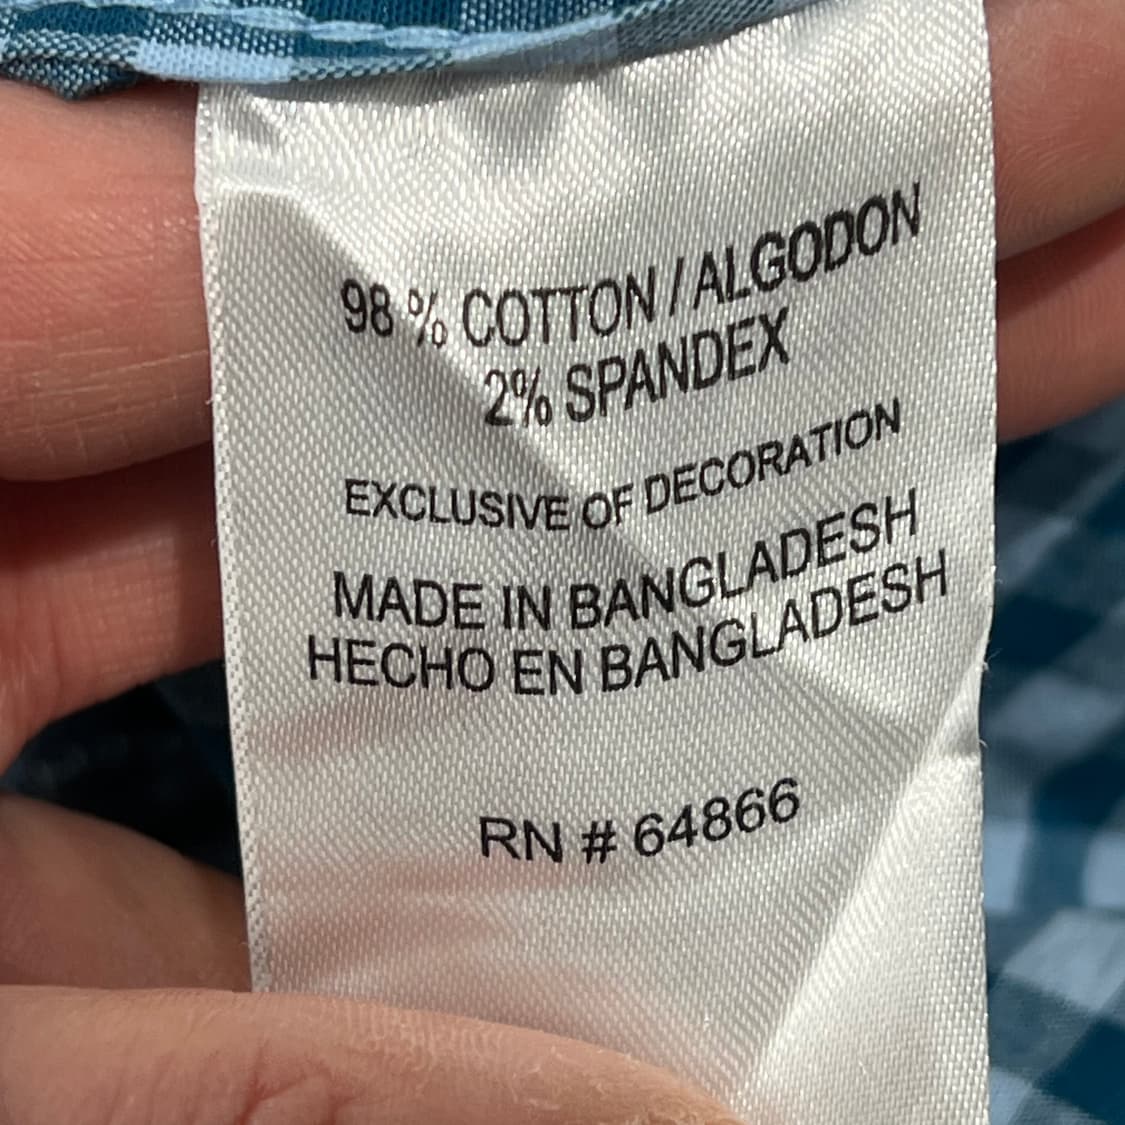 98 % COTTON / ALGODON
2% SPANDEX
EXCLUSIVE OF DECORATION
MADE IN BANGLADESH
HECHO EN BANGLADESH
RN # 64866